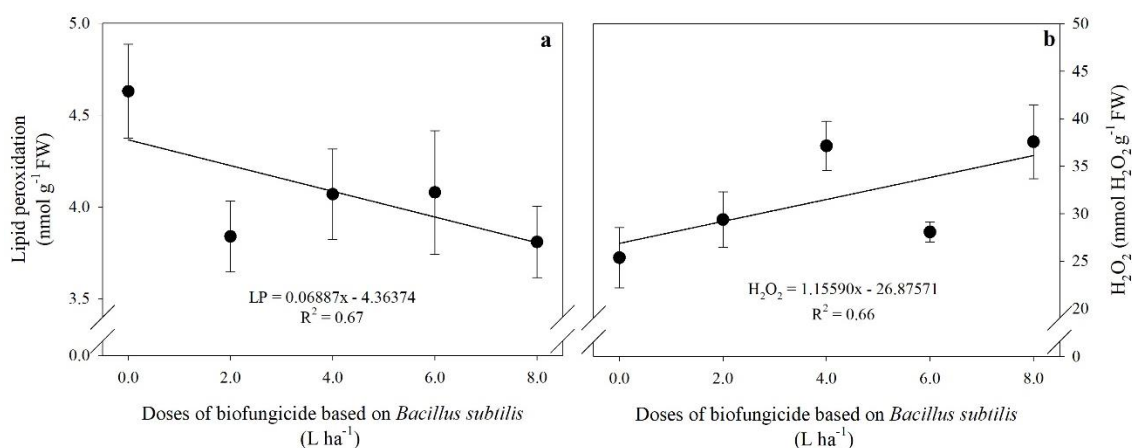 a
5.0
4.5
4.0
3.5
0.0
Lipid peroxidation
(nmol g⁻¹ FW)
LP = 0.06887x - 4.36374
R² = 0.67
0.0 2.0 4.0 6.0 8.0
Doses of biofungicide based on Bacillus subtilis
(L ha⁻¹)
b
50
45
40
35
30
25
20
0
H₂O₂ (mmol H₂O₂ g⁻¹ FW)
H₂O₂ = 1.15590x - 26.87571
R² = 0.66
0.0 2.0 4.0 6.0 8.0
Doses of biofungicide based on Bacillus subtilis
(L ha⁻¹)